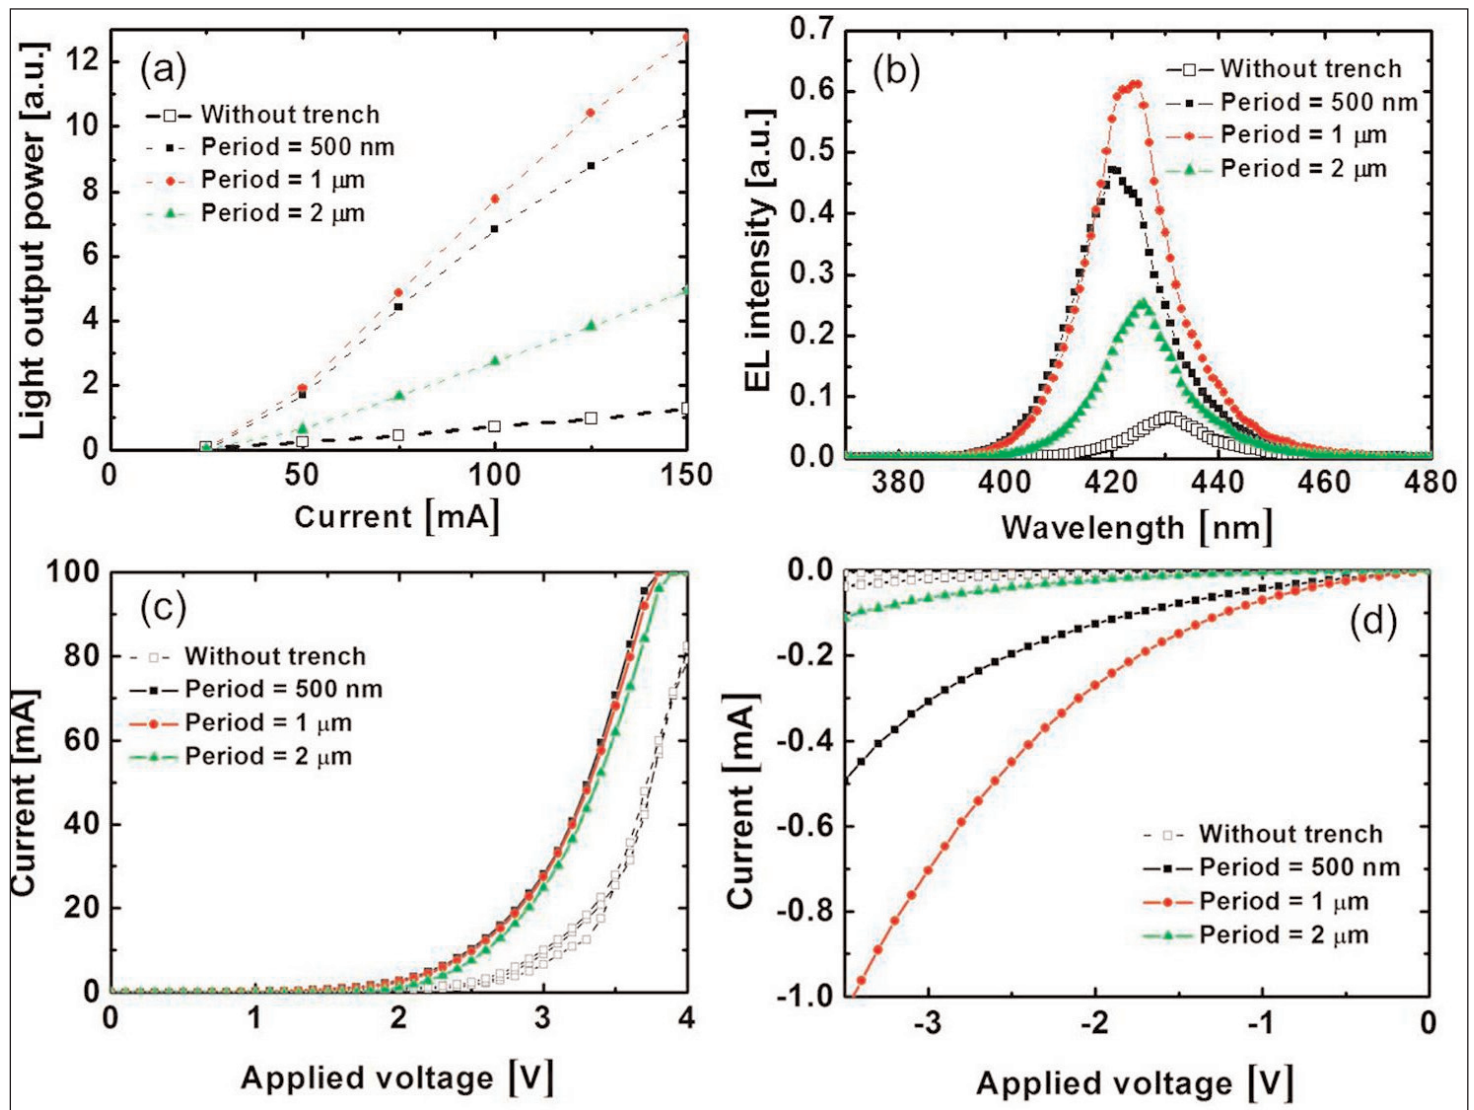 (a)
Light output power [a.u.]
12
10
8
6
4
2
0
Without trench
Period = 500 nm
Period = 1 μm
Period = 2 μm
0 50 100 150
Current [mA]
(b)
EL intensity [a.u.]
0.7
0.6
0.5
0.4
0.3
0.2
0.1
0.0
Without trench
Period = 500 nm
Period = 1 μm
Period = 2 μm
380 400 420 440 460 480
Wavelength [nm]
(c)
Current [mA]
100
80
60
40
20
0
Without trench
Period = 500 nm
Period = 1 μm
Period = 2 μm
0 1 2 3 4
Applied voltage [V]
(d)
Current [mA]
0.0
-0.2
-0.4
-0.6
-0.8
-1.0
Without trench
Period = 500 nm
Period = 1 μm
Period = 2 μm
-3 -2 -1 0
Applied voltage [V]